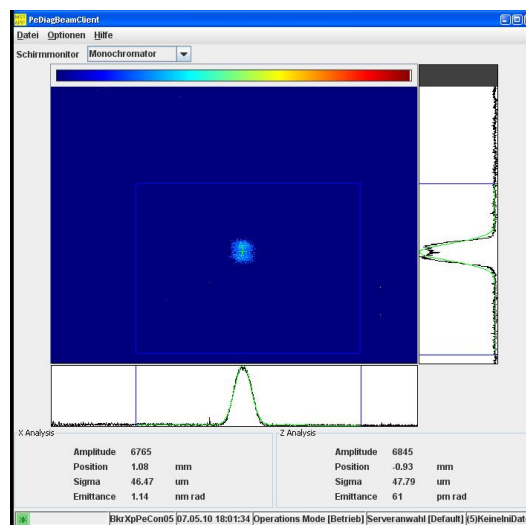 PeDiagBeamClient
Datei Optionen Hilfe
Schirmmonitor Monochromator
X Analysis
Amplitude 6765
Position 1.08 mm
Sigma 46.47 um
Emittance 1.14 nm rad
Z Analysis
Amplitude 6845
Position -0.93 mm
Sigma 47.79 um
Emittance 61 pm rad
BkrXpPeCon05 07.05.10 18:01:34 Operations Mode [Betrieb] Serveranwahl [Default] (5)KeineIniDat